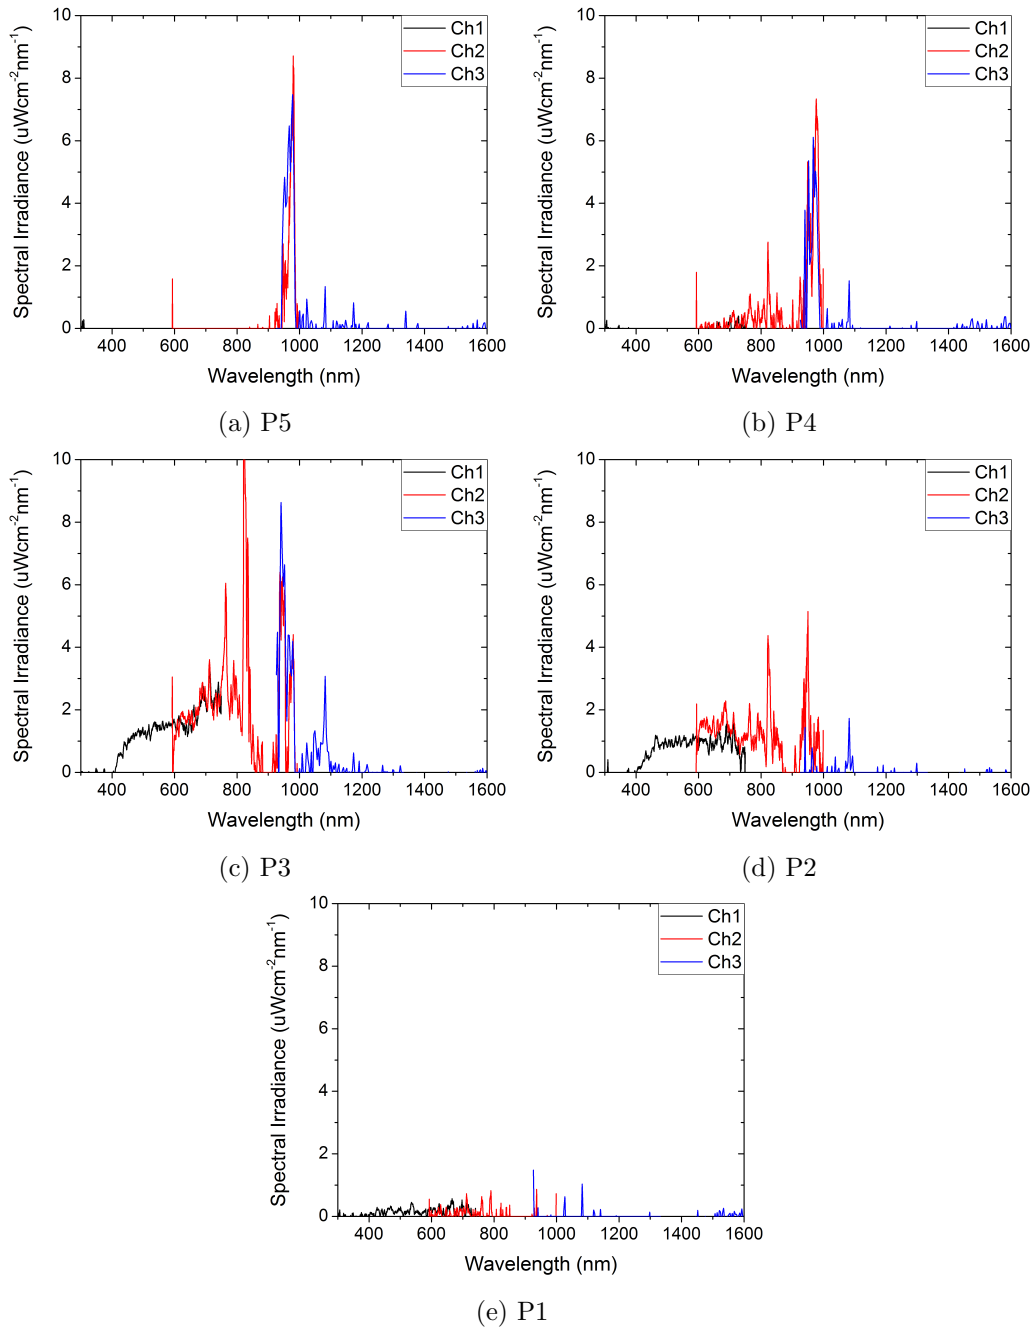 10
8
6
4
2
0
400 600 800 1000 1200 1400 1600
Spectral Irradiance (uWcm-2nm-1)
Wavelength (nm)
Ch1
Ch2
Ch3
(a) P5
10
8
6
4
2
0
400 600 800 1000 1200 1400 1600
Spectral Irradiance (uWcm-2nm-1)
Wavelength (nm)
Ch1
Ch2
Ch3
(b) P4
10
8
6
4
2
0
400 600 800 1000 1200 1400 1600
Spectral Irradiance (uWcm-2nm-1)
Wavelength (nm)
Ch1
Ch2
Ch3
(c) P3
10
8
6
4
2
0
400 600 800 1000 1200 1400 1600
Spectral Irradiance (uWcm-2nm-1)
Wavelength (nm)
Ch1
Ch2
Ch3
(d) P2
10
8
6
4
2
0
400 600 800 1000 1200 1400 1600
Spectral Irradiance (uWcm-2nm-1)
Wavelength (nm)
Ch1
Ch2
Ch3
(e) P1